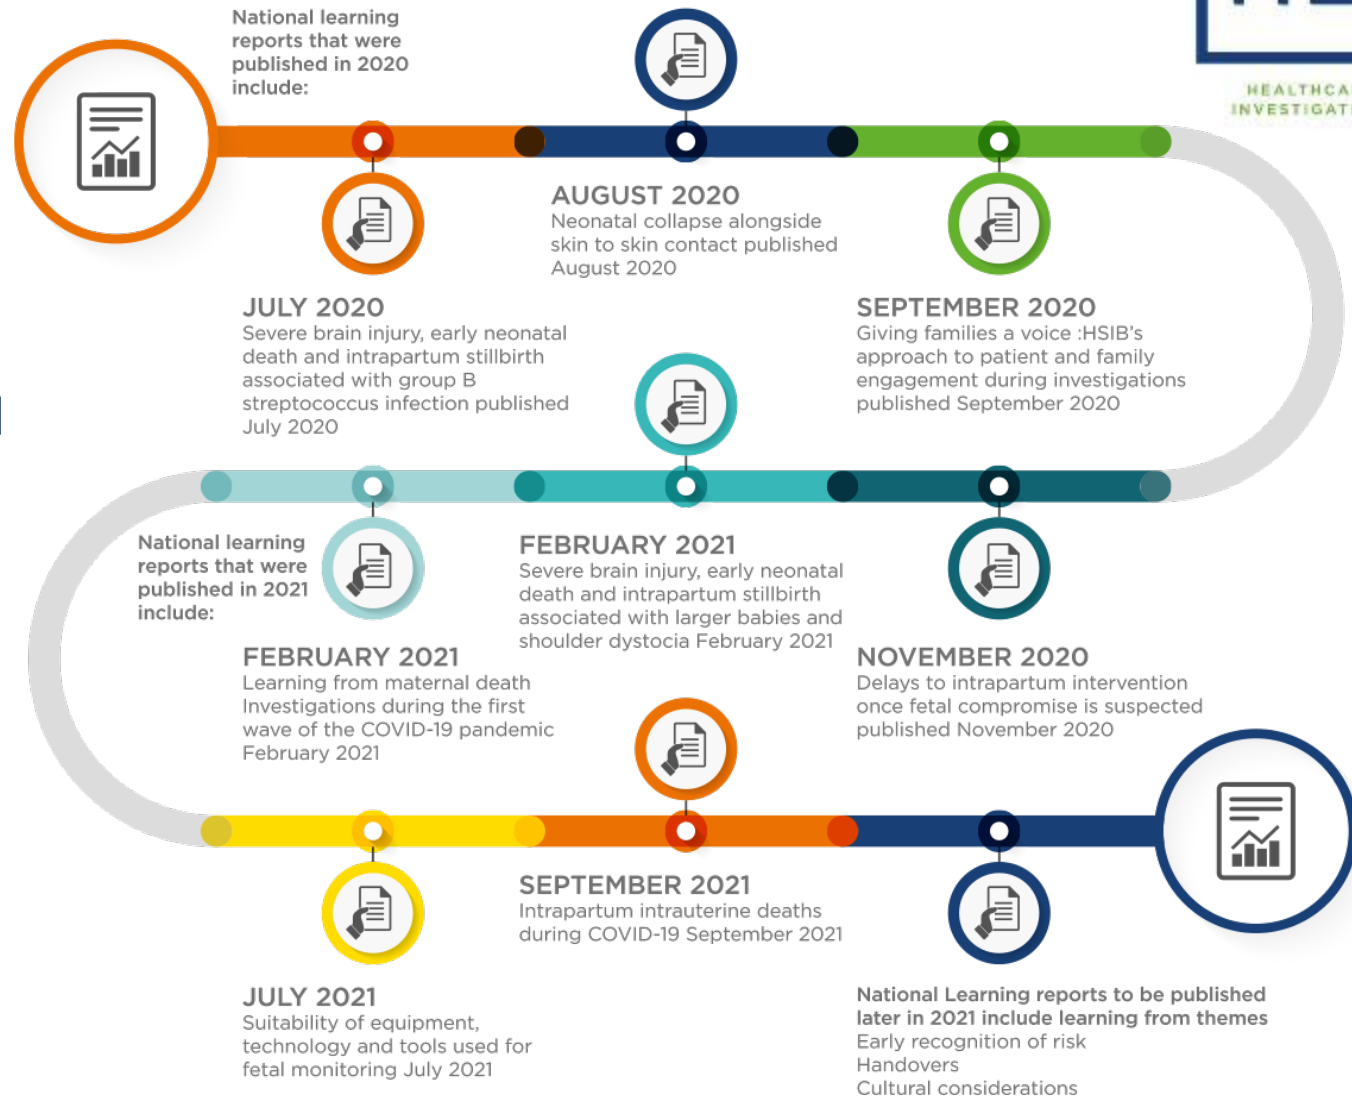 National learning
reports that were
published in 2020
include:
HEALTHCA
INVESTIGAT
JULY 2020
Severe brain injury, early neonatal
death and intrapartum stillbirth
associated with group B
streptococcus infection published
July 2020
AUGUST 2020
Neonatal collapse alongside
skin to skin contact published
August 2020
SEPTEMBER 2020
Giving families a voice :HSIB's
approach to patient and family
engagement during investigations
published September 2020
NOVEMBER 2020
Delays to intrapartum intervention
once fetal compromise is suspected
published November 2020
FEBRUARY 2021
Severe brain injury, early neonatal
death and intrapartum stillbirth
associated with larger babies and
shoulder dystocia February 2021
National learning
reports that were
published in 2021
include:
FEBRUARY 2021
Learning from maternal death
Investigations during the first
wave of the COVID-19 pandemic
February 2021
JULY 2021
Suitability of equipment,
technology and tools used for
fetal monitoring July 2021
SEPTEMBER 2021
Intrapartum intrauterine deaths
during COVID-19 September 2021
National Learning reports to be published
later in 2021 include learning from themes
Early recognition of risk
Handovers
Cultural considerations